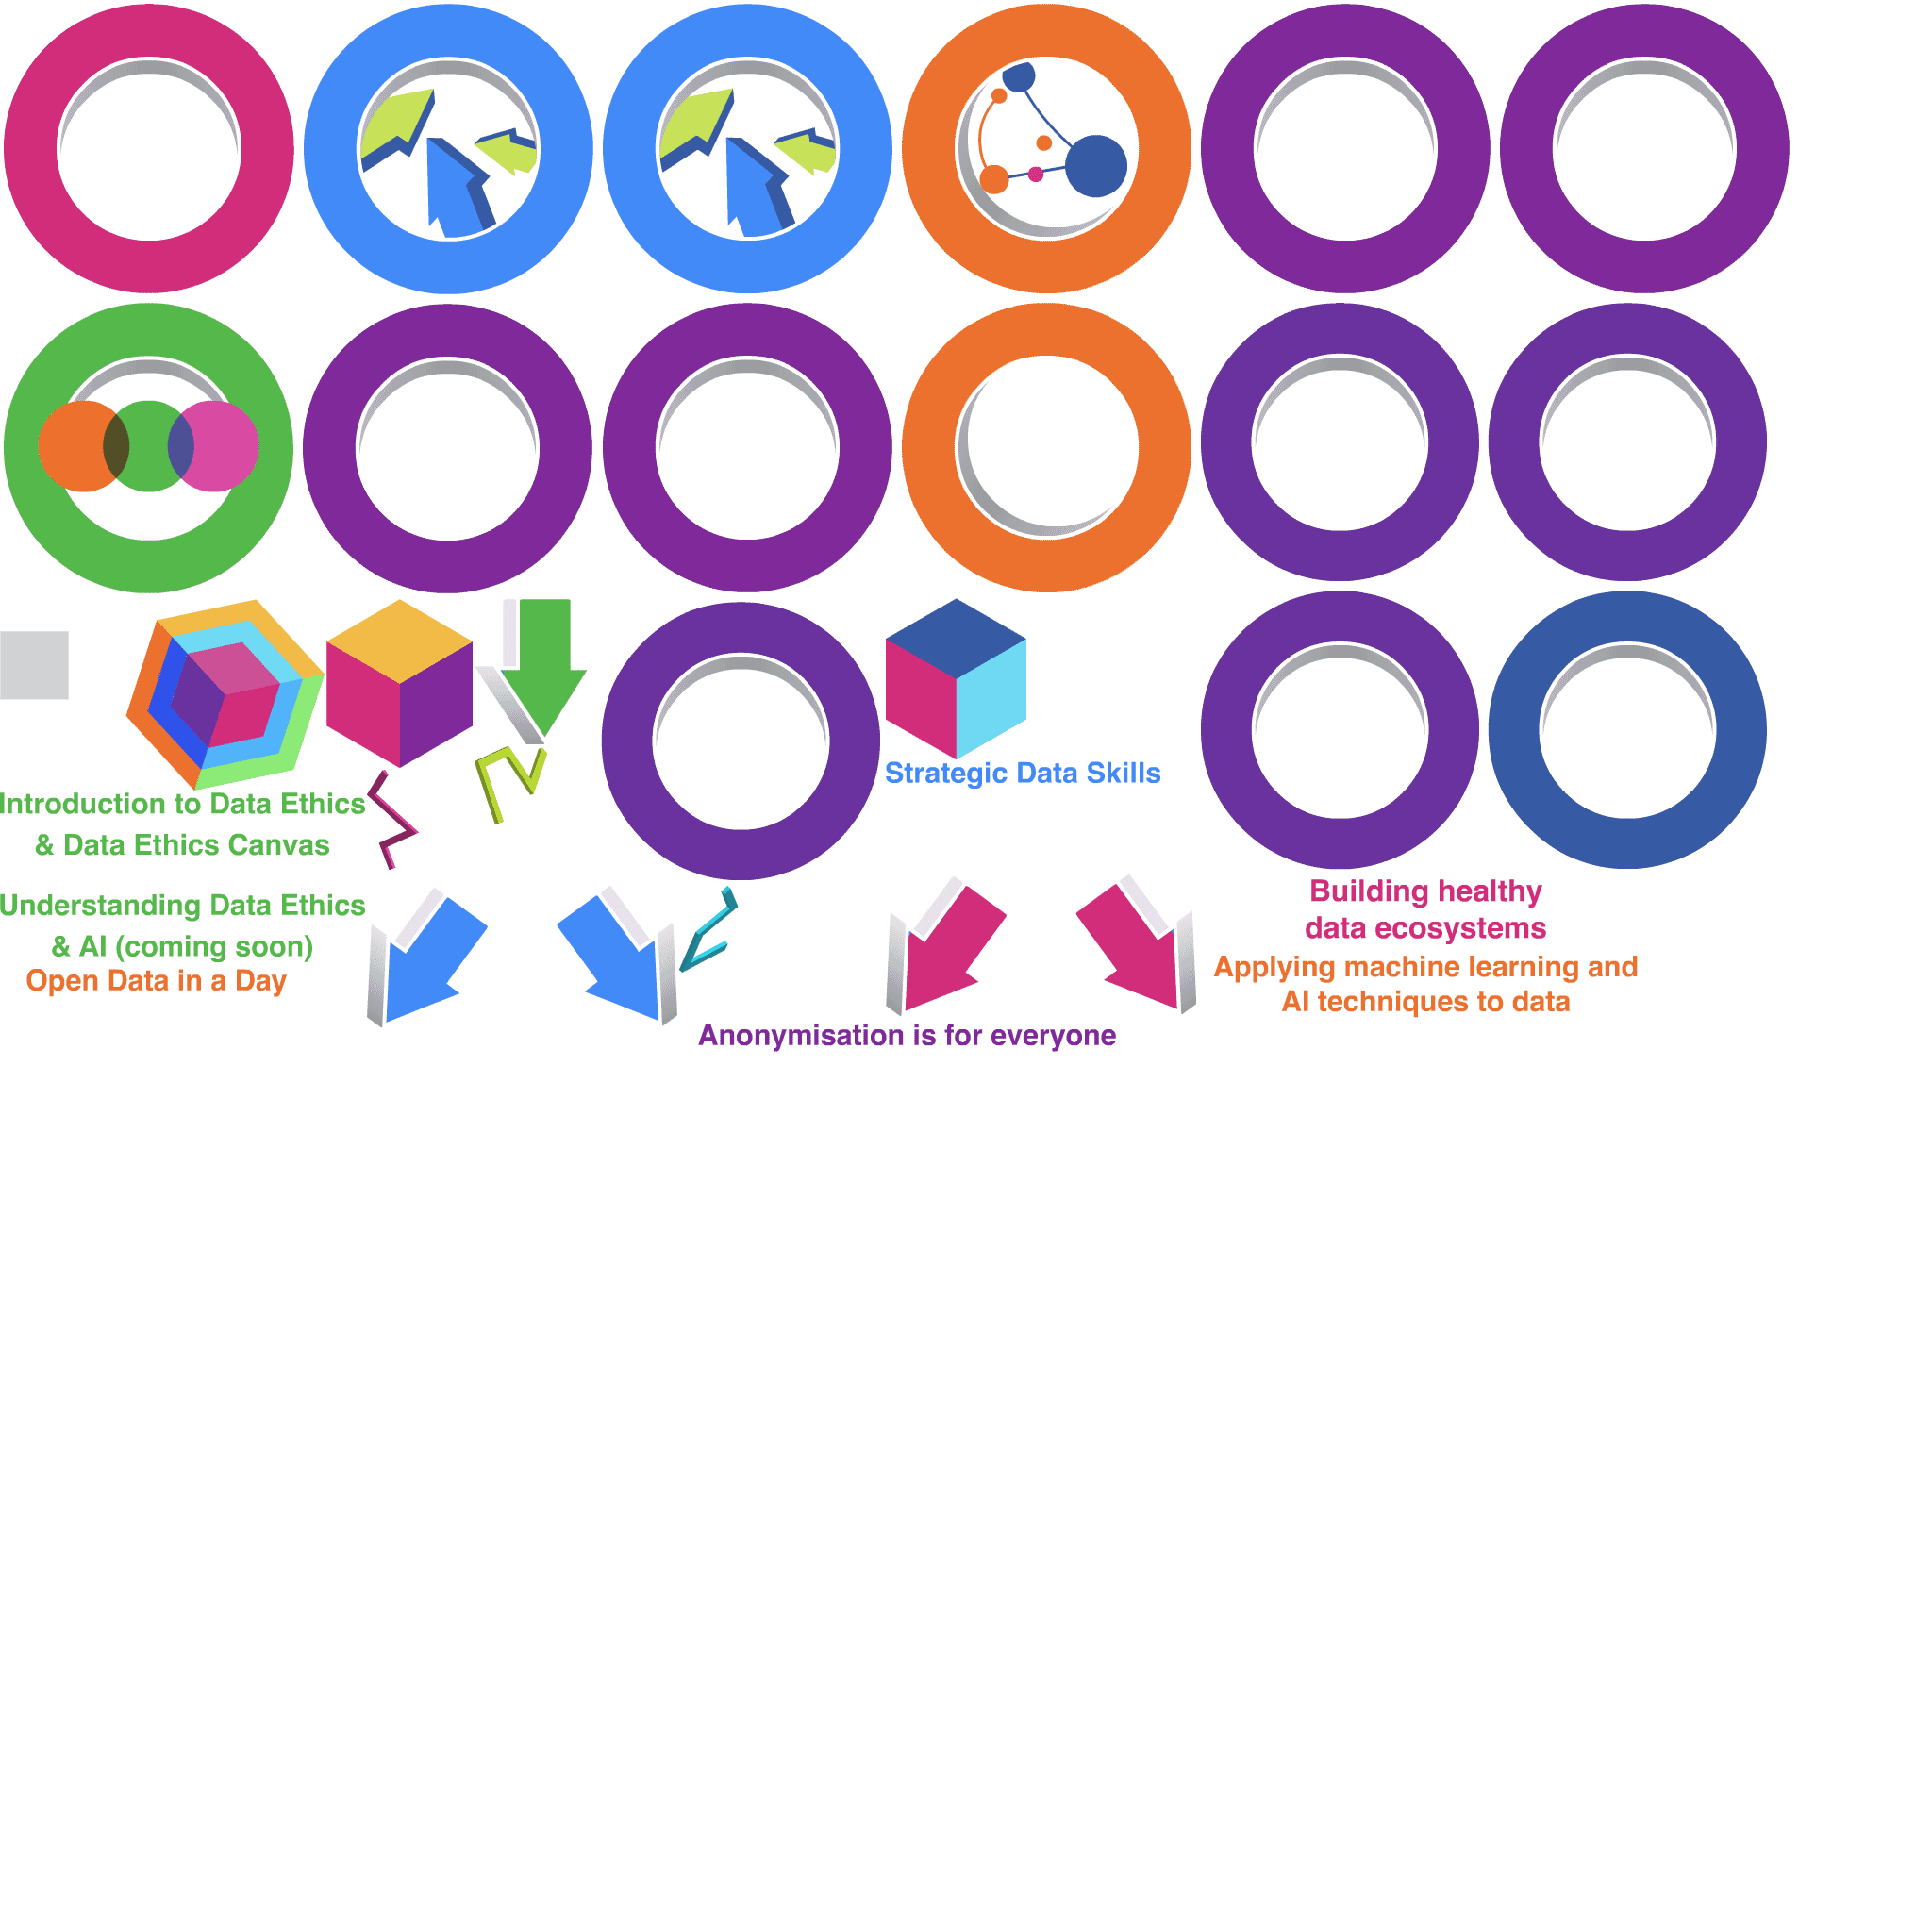 Strategic Data Skills
Introduction to Data Ethics
& Data Ethics Canvas
Understanding Data Ethics
& AI (coming soon)
Open Data in a Day
Building healthy
data ecosystems
Applying machine learning and
AI techniques to data
Anonymisation is for everyone